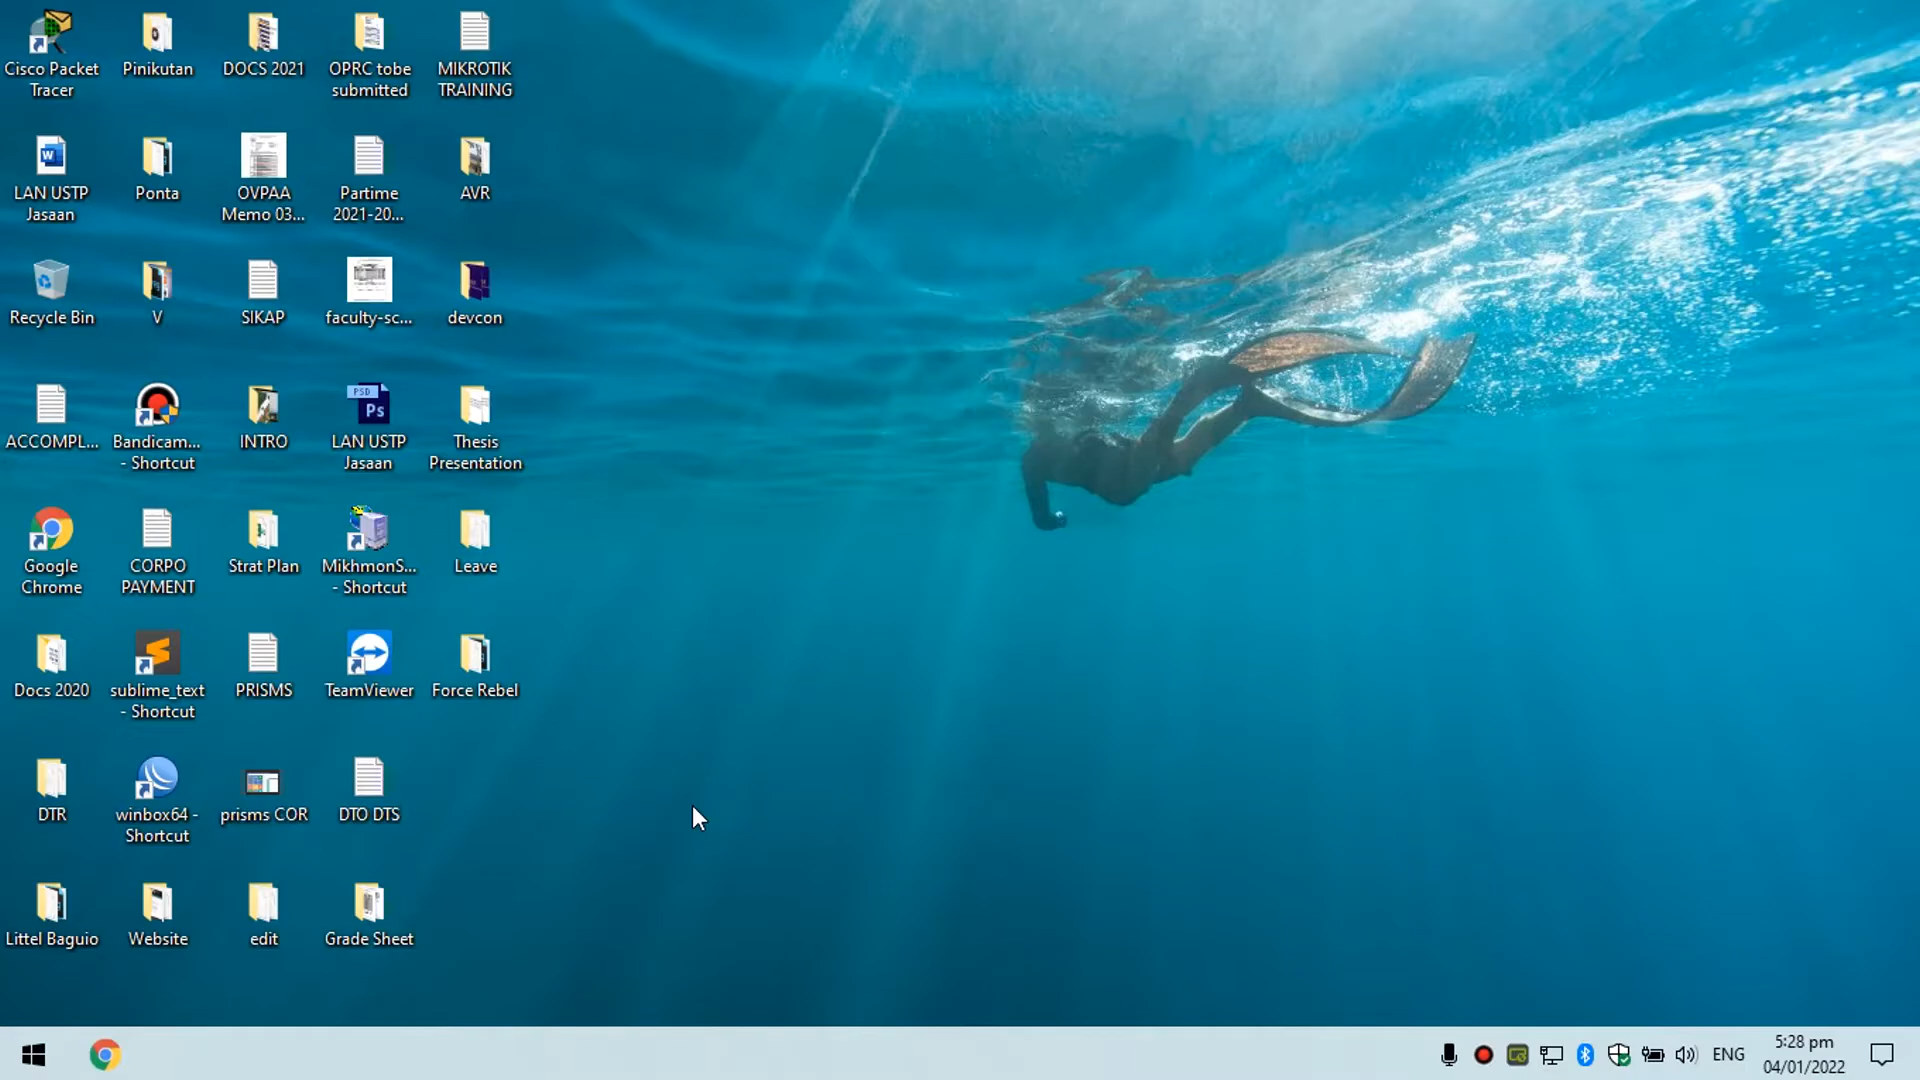 Cisco Packet
Tracer
Pinikutan
DOCS 2021
OPRC tobe
submitted
MIKROTIK
TRAINING
LAN USTP
Jasaan
Ponta
OVPAA
Memo 03...
Partime
2021-20...
AVR
Recycle Bin
V
SIKAP
faculty-sc...
devcon
ACCOMPL...
Bandicam...
- Shortcut
INTRO
PSD
Ps
LAN USTP
Jasaan
Thesis
Presentation
Google
Chrome
CORPO
PAYMENT
Strat Plan
MikhmonS...
- Shortcut
Leave
Docs 2020
sublime_text
- Shortcut
PRISMS
TeamViewer
Force Rebel
DTR
winbox64 -
Shortcut
prisms COR
DTO DTS
Littel Baguio
Website
edit
Grade Sheet
ENG
5:28 pm
04/01/2022